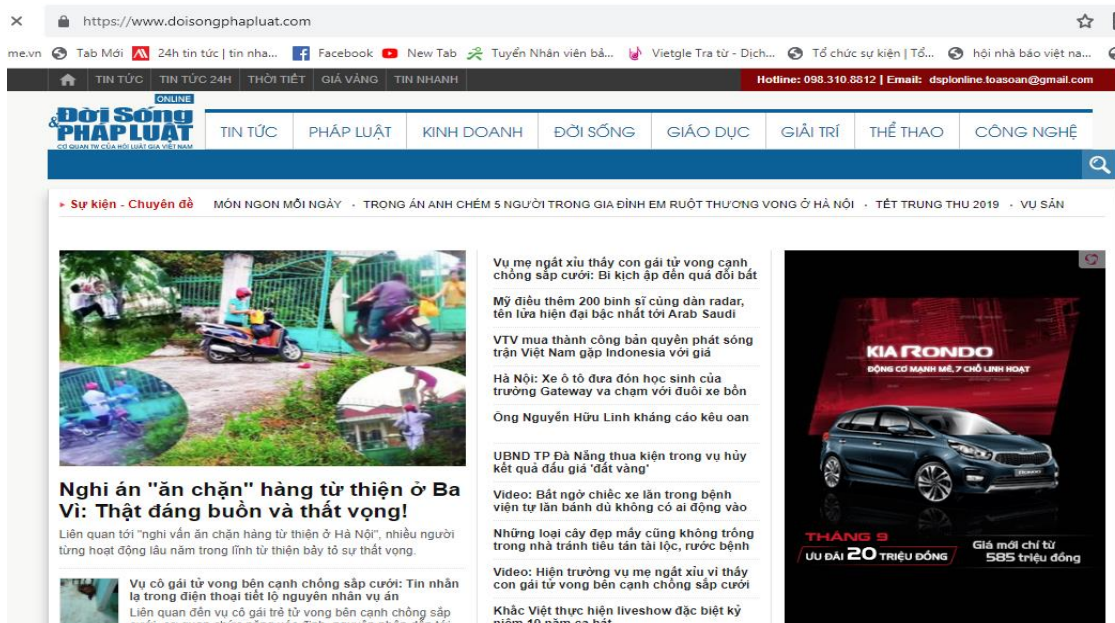 https://www.doisongphapluat.com
me.vn Tab Mới 24h tin tức | tin nha... Facebook New Tab Tuyển Nhân viên bả... Vietgle Tra từ - Dịch... Tổ chức sự kiện | Tổ... hội nhà báo việt na...
TIN TỨC TIN TỨC 24H THỜI TIẾT GIÁ VÀNG TIN NHANH Hotline: 098.310.8812 | Email: dsplonline.toasoan@gmail.com
ONLINE
Đời Sống
& PHÁP LUẬT
CƠ QUAN TW CỦA HỘI LUẬT GIA VIỆT NAM
TIN TỨC PHÁP LUẬT KINH DOANH ĐỜI SỐNG GIÁO DỤC GIẢI TRÍ THỂ THAO CÔNG NGHỆ
Sự kiện - Chuyên đề MÓN NGON MỖI NGÀY · TRỌNG ÁN ANH CHÉM 5 NGƯỜI TRONG GIA ĐÌNH EM RUỘT THƯƠNG VONG Ở HÀ NỘI · TẾT TRUNG THU 2019 · VỤ SẢN
Nghi án "ăn chặn" hàng từ thiện ở Ba
Vì: Thật đáng buồn và thất vọng!
Liên quan tới "nghi vấn ăn chặn hàng từ thiện ở Hà Nội", nhiều người
từng hoạt động lâu năm trong lĩnh từ thiện bày tỏ sự thất vọng.
Vụ cô gái tử vong bên cạnh chồng sắp cưới: Tin nhắn
lạ trong điện thoại tiết lộ nguyên nhân vụ án
Liên quan đến vụ cô gái trẻ tử vong bên cạnh chồng sắp
Vụ mẹ ngất xỉu thấy con gái tử vong cạnh
chồng sắp cưới: Bi kịch ập đến quá đỗi bất
Mỹ điều thêm 200 binh sĩ cùng dàn radar,
tên lửa hiện đại bậc nhất tới Arab Saudi
VTV mua thành công bản quyền phát sóng
trận Việt Nam gặp Indonesia với giá
Hà Nội: Xe ô tô đưa đón học sinh của
trường Gateway va chạm với đuôi xe bồn
Ông Nguyễn Hữu Linh kháng cáo kêu oan
UBND TP Đà Nẵng thua kiện trong vụ hủy
kết quả đấu giá 'đất vàng'
Video: Bất ngờ chiếc xe lăn trong bệnh
viện tự lăn bánh dù không có ai động vào
Những loại cây đẹp mấy cũng không trồng
trong nhà tránh tiêu tán tài lộc, rước bệnh
Video: Hiện trường vụ mẹ ngất xỉu vì thấy
con gái tử vong bên cạnh chồng sắp cưới
Khắc Việt thực hiện liveshow đặc biệt kỷ
niệm 10 năm ca hát
KIA RONDO
ĐỘNG CƠ MẠNH MẼ, 7 CHỖ LINH HOẠT
THÁNG 9
ƯU ĐÃI 20 TRIỆU ĐỒNG
Giá mới chỉ từ
585 triệu đồng